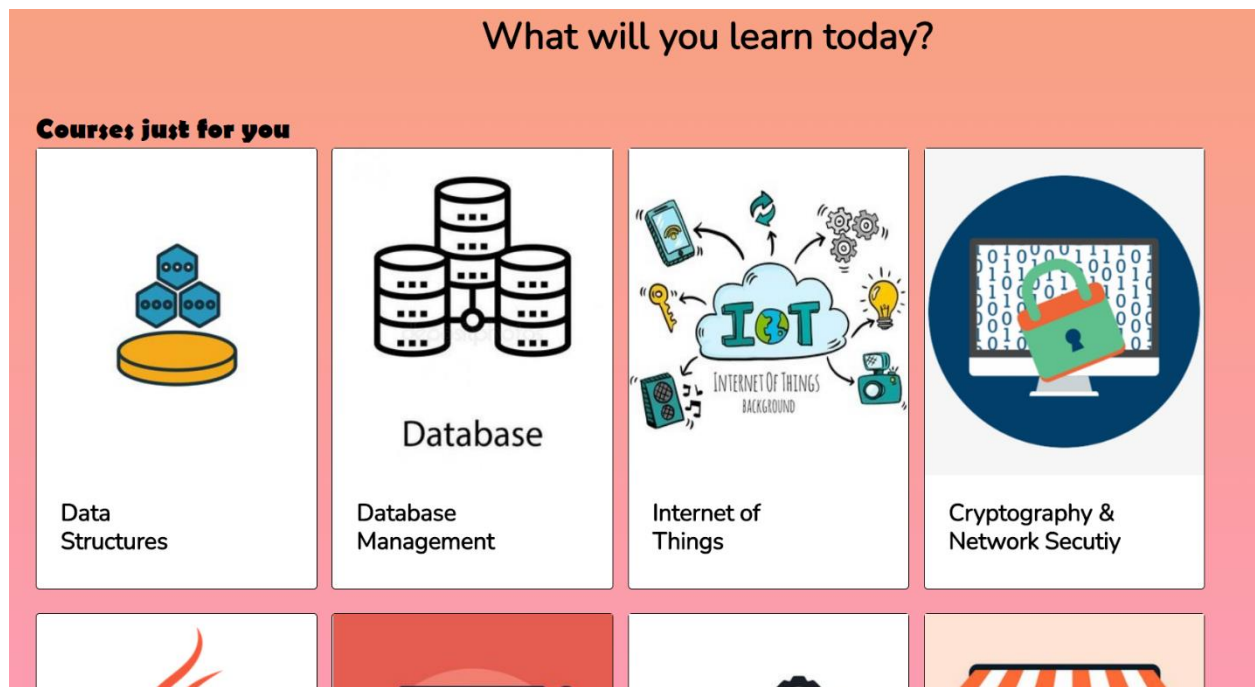 What will you learn today?
Courses just for you
Database
IoT
INTERNET OF THINGS
BACKGROUND
Data
Structures
Database
Management
Internet of
Things
Cryptography &
Network Secutiy